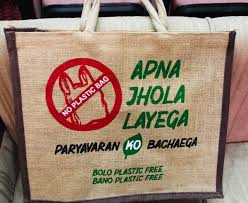 NO PLASTIC BAG
APNA
JHOLA
LAYEGA
PARYAVARAN KO BACHAEGA
BOLO PLASTIC FREE
BANO PLASTIC FREE